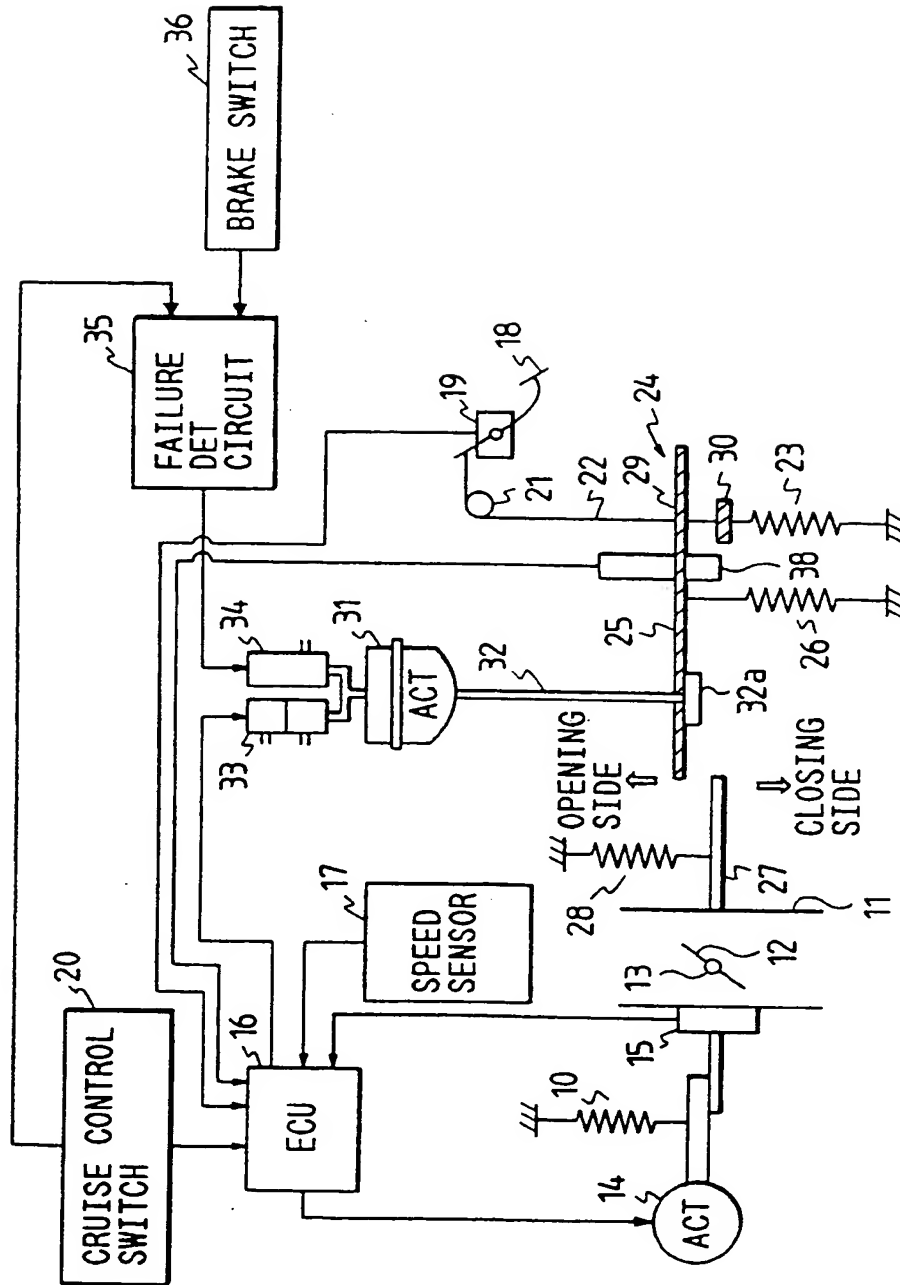 36
BRAKE SWITCH
35
FAILURE
DET
CIRCUIT
18
19
21
22
24
29
30
23
34
31
ACT
32
33
25
38
26
32a
OPENING
SIDE
CLOSING
SIDE
28
27
11
17
SPEED
SENSOR
12
13
20
CRUISE CONTROL
SWITCH
16
ECU
15
10
14
ACT